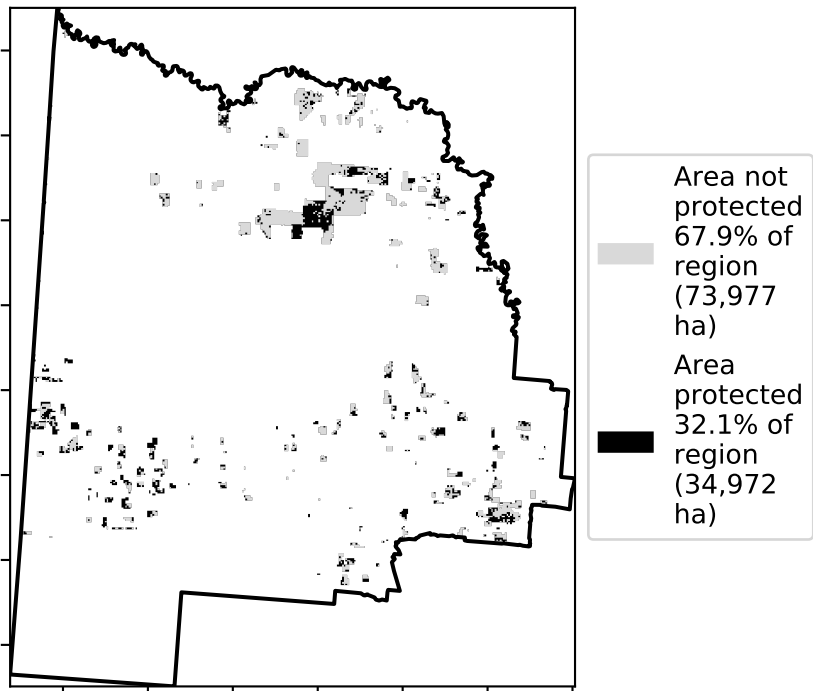 Area not
protected
67.9% of
region
(73,977
ha)
Area
protected
32.1% of
region
(34,972
ha)